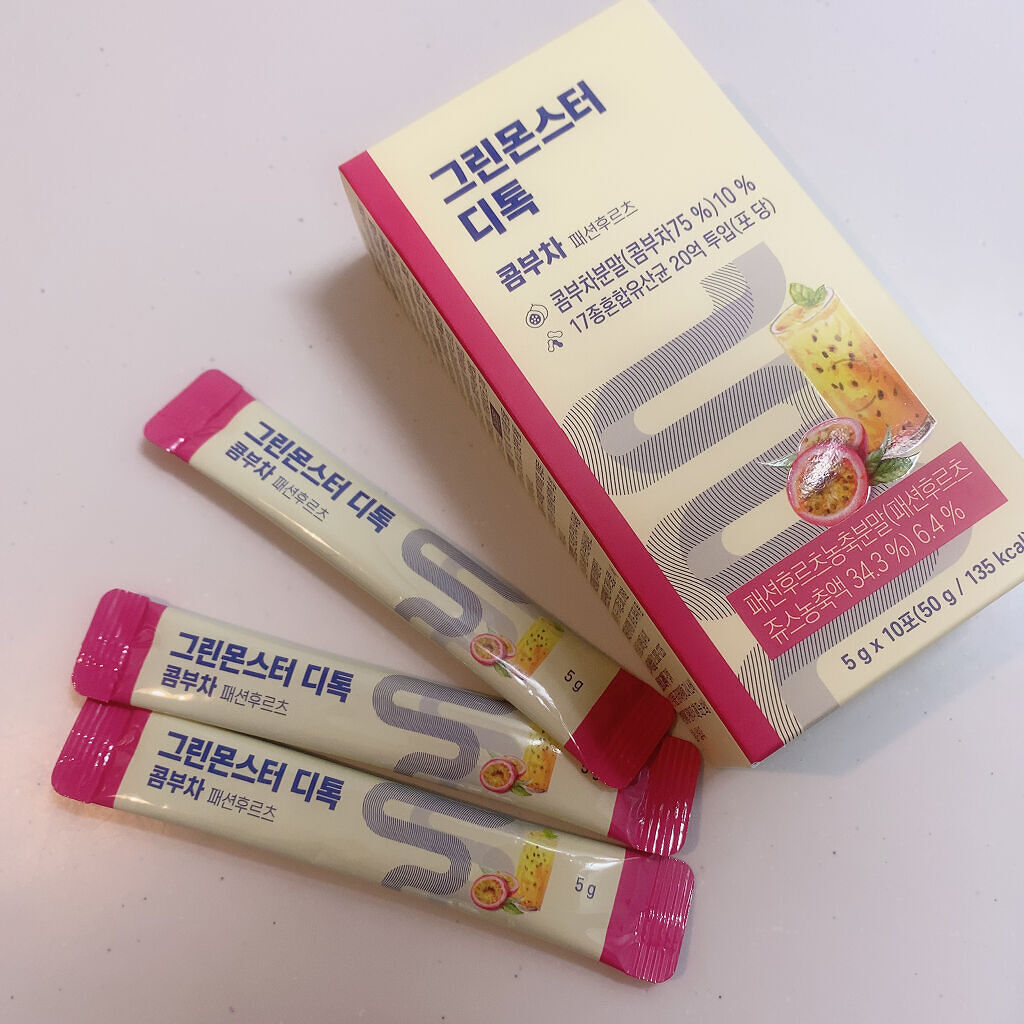 그린몬스터
디톡
콤부차 패션후르츠
콤부차분말(콤부차75 %)10 %
17종혼합유산균 20억 투입(포 당)
패션후르츠농축분말(패션후르츠
쥬스농축액 34.3 %) 6.4 %
5 g x 10포(50 g / 135 kcal)
그린몬스터 디톡
콤부차 패션후르츠
5 g
그린몬스터 디톡
콤부차 패션후르츠
그린몬스터 디톡
콤부차 패션후르츠
5 g